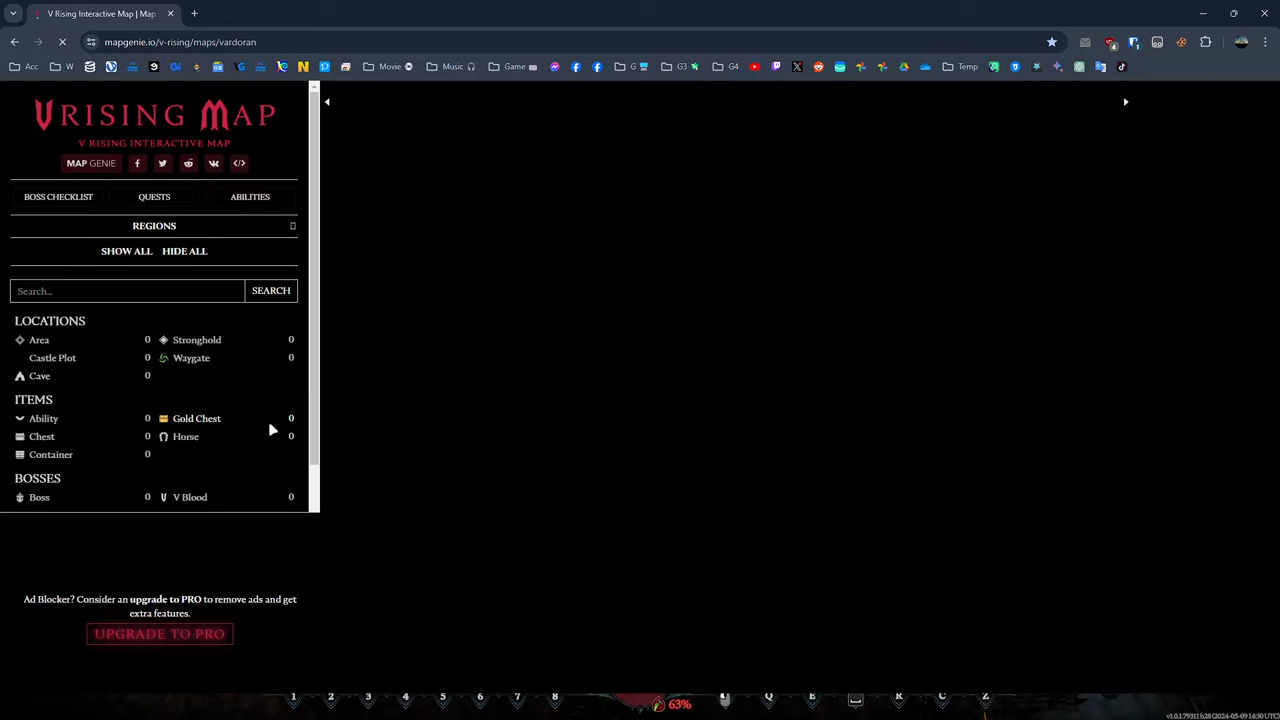 V Rising Interactive Map | Map
mapgenie.io/v-rising/maps/vardoran
4
1
Acc
W
Movie
Music
Game
G
G3
G4
Temp
V RISING MAP
V RISING INTERACTIVE MAP
MAP GENIE
BOSS CHECKLIST QUESTS ABILITIES
REGIONS
SHOW ALL HIDE ALL
Search... SEARCH
LOCATIONS
Area 0 Stronghold 0
Castle Plot 0 Waygate 0
Cave 0
ITEMS
Ability 0 Gold Chest 0
Chest 0 Horse 0
Container 0
BOSSES
Boss 0 V Blood 0
Ad Blocker? Consider an upgrade to PRO to remove ads and get
extra features.
UPGRADE TO PRO
1 2 3 4 5 6 7 8 63% Q E R C Z